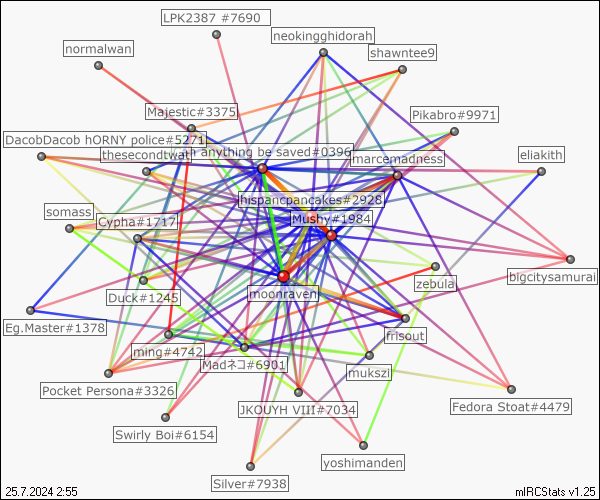 LPK2387 #7690
neokingghidorah
normalwan
shawntee9
Majestic#3375
Pikabro#9971
DacobDacob hORNY police#5271
thesecondtwat
h anything be saved#0396
marcemadness
eliakith
hispancpancakes#2928
somass
Cypha#1717
Mushy#1984
bigcitysamurai
zebula
Duck#1245
moonraven
Eg.Master#1378
frisout
ming#4742
Madネコ#6901
mukszi
Pocket Persona#3326
JKOUYH VIII#7034
Fedora Stoat#4479
Swirly Boi#6154
yoshimanden
Silver#7938
25.7.2024 2:55
mIRCStats v1.25